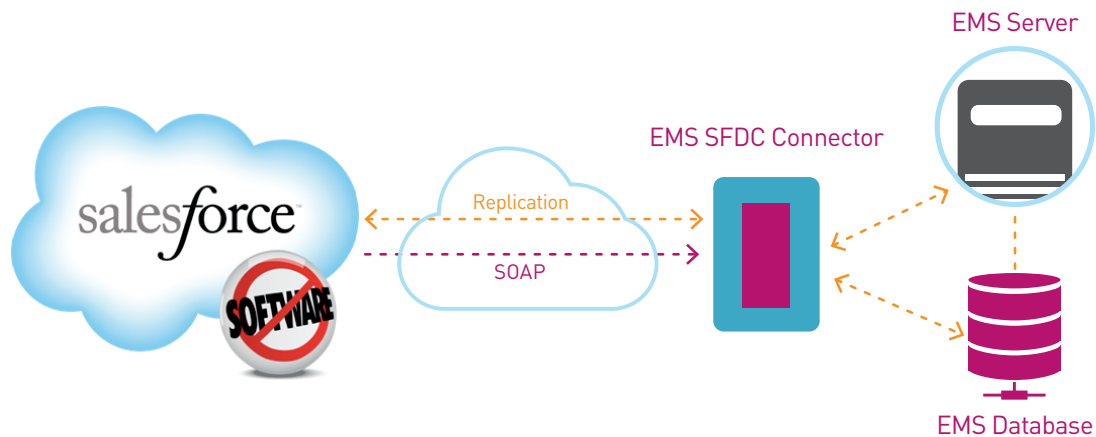 EMS Server
EMS SFDC Connector
salesforce
Replication
SOAP
SOFTWARE
EMS Database